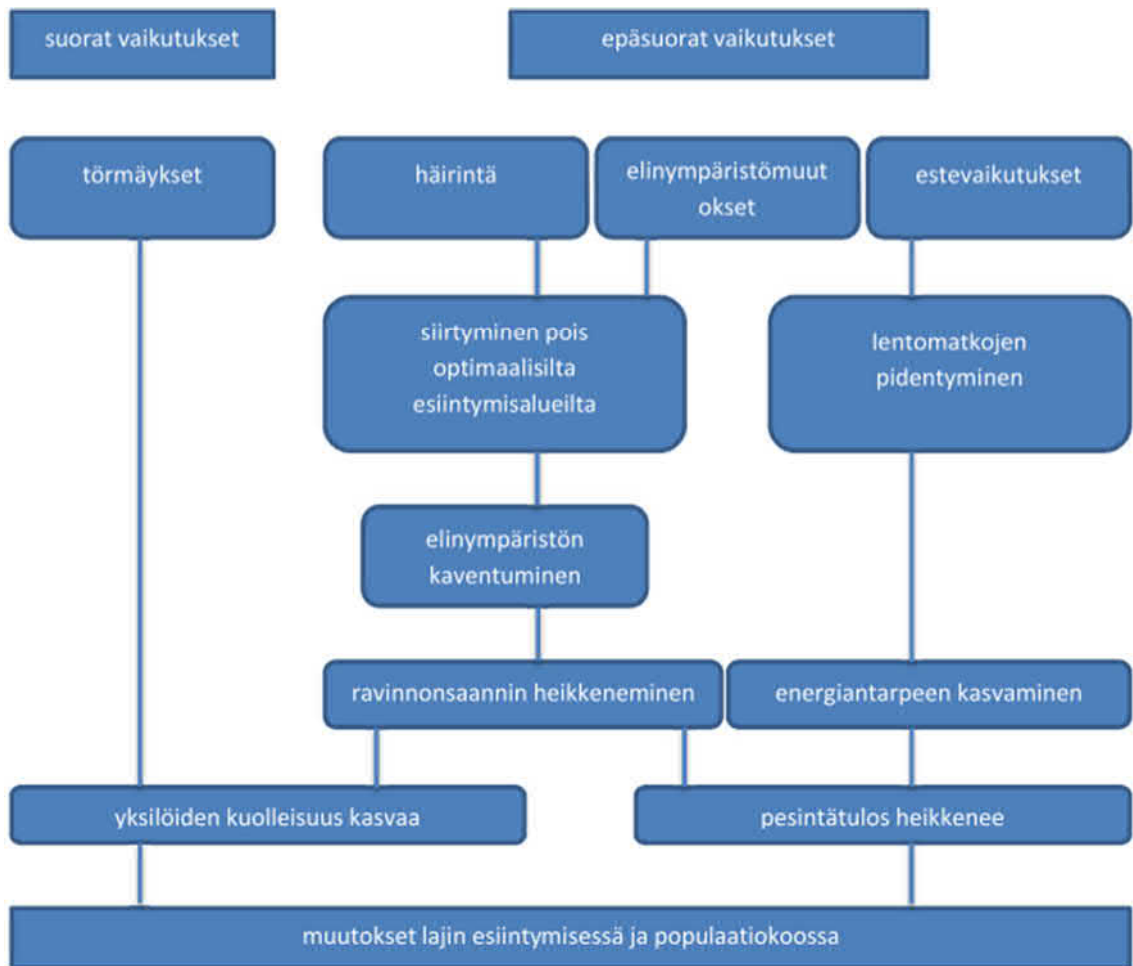 suorat vaikutukset
epäsuorat vaikutukset
törmäykset
häirintä
elinympäristömuut
okset
estevaikutukset
siirtyminen pois
optimaalisilta
esiintymisalueilta
lentomatkojen
pidentyminen
elinympäristön
kaventuminen
ravinnonsaannin heikkeneminen
energiantarpeen kasvaminen
yksilöiden kuolleisuus kasvaa
pesintätulos heikkenee
muutokset lajin esiintymisessä ja populaatiokoossa